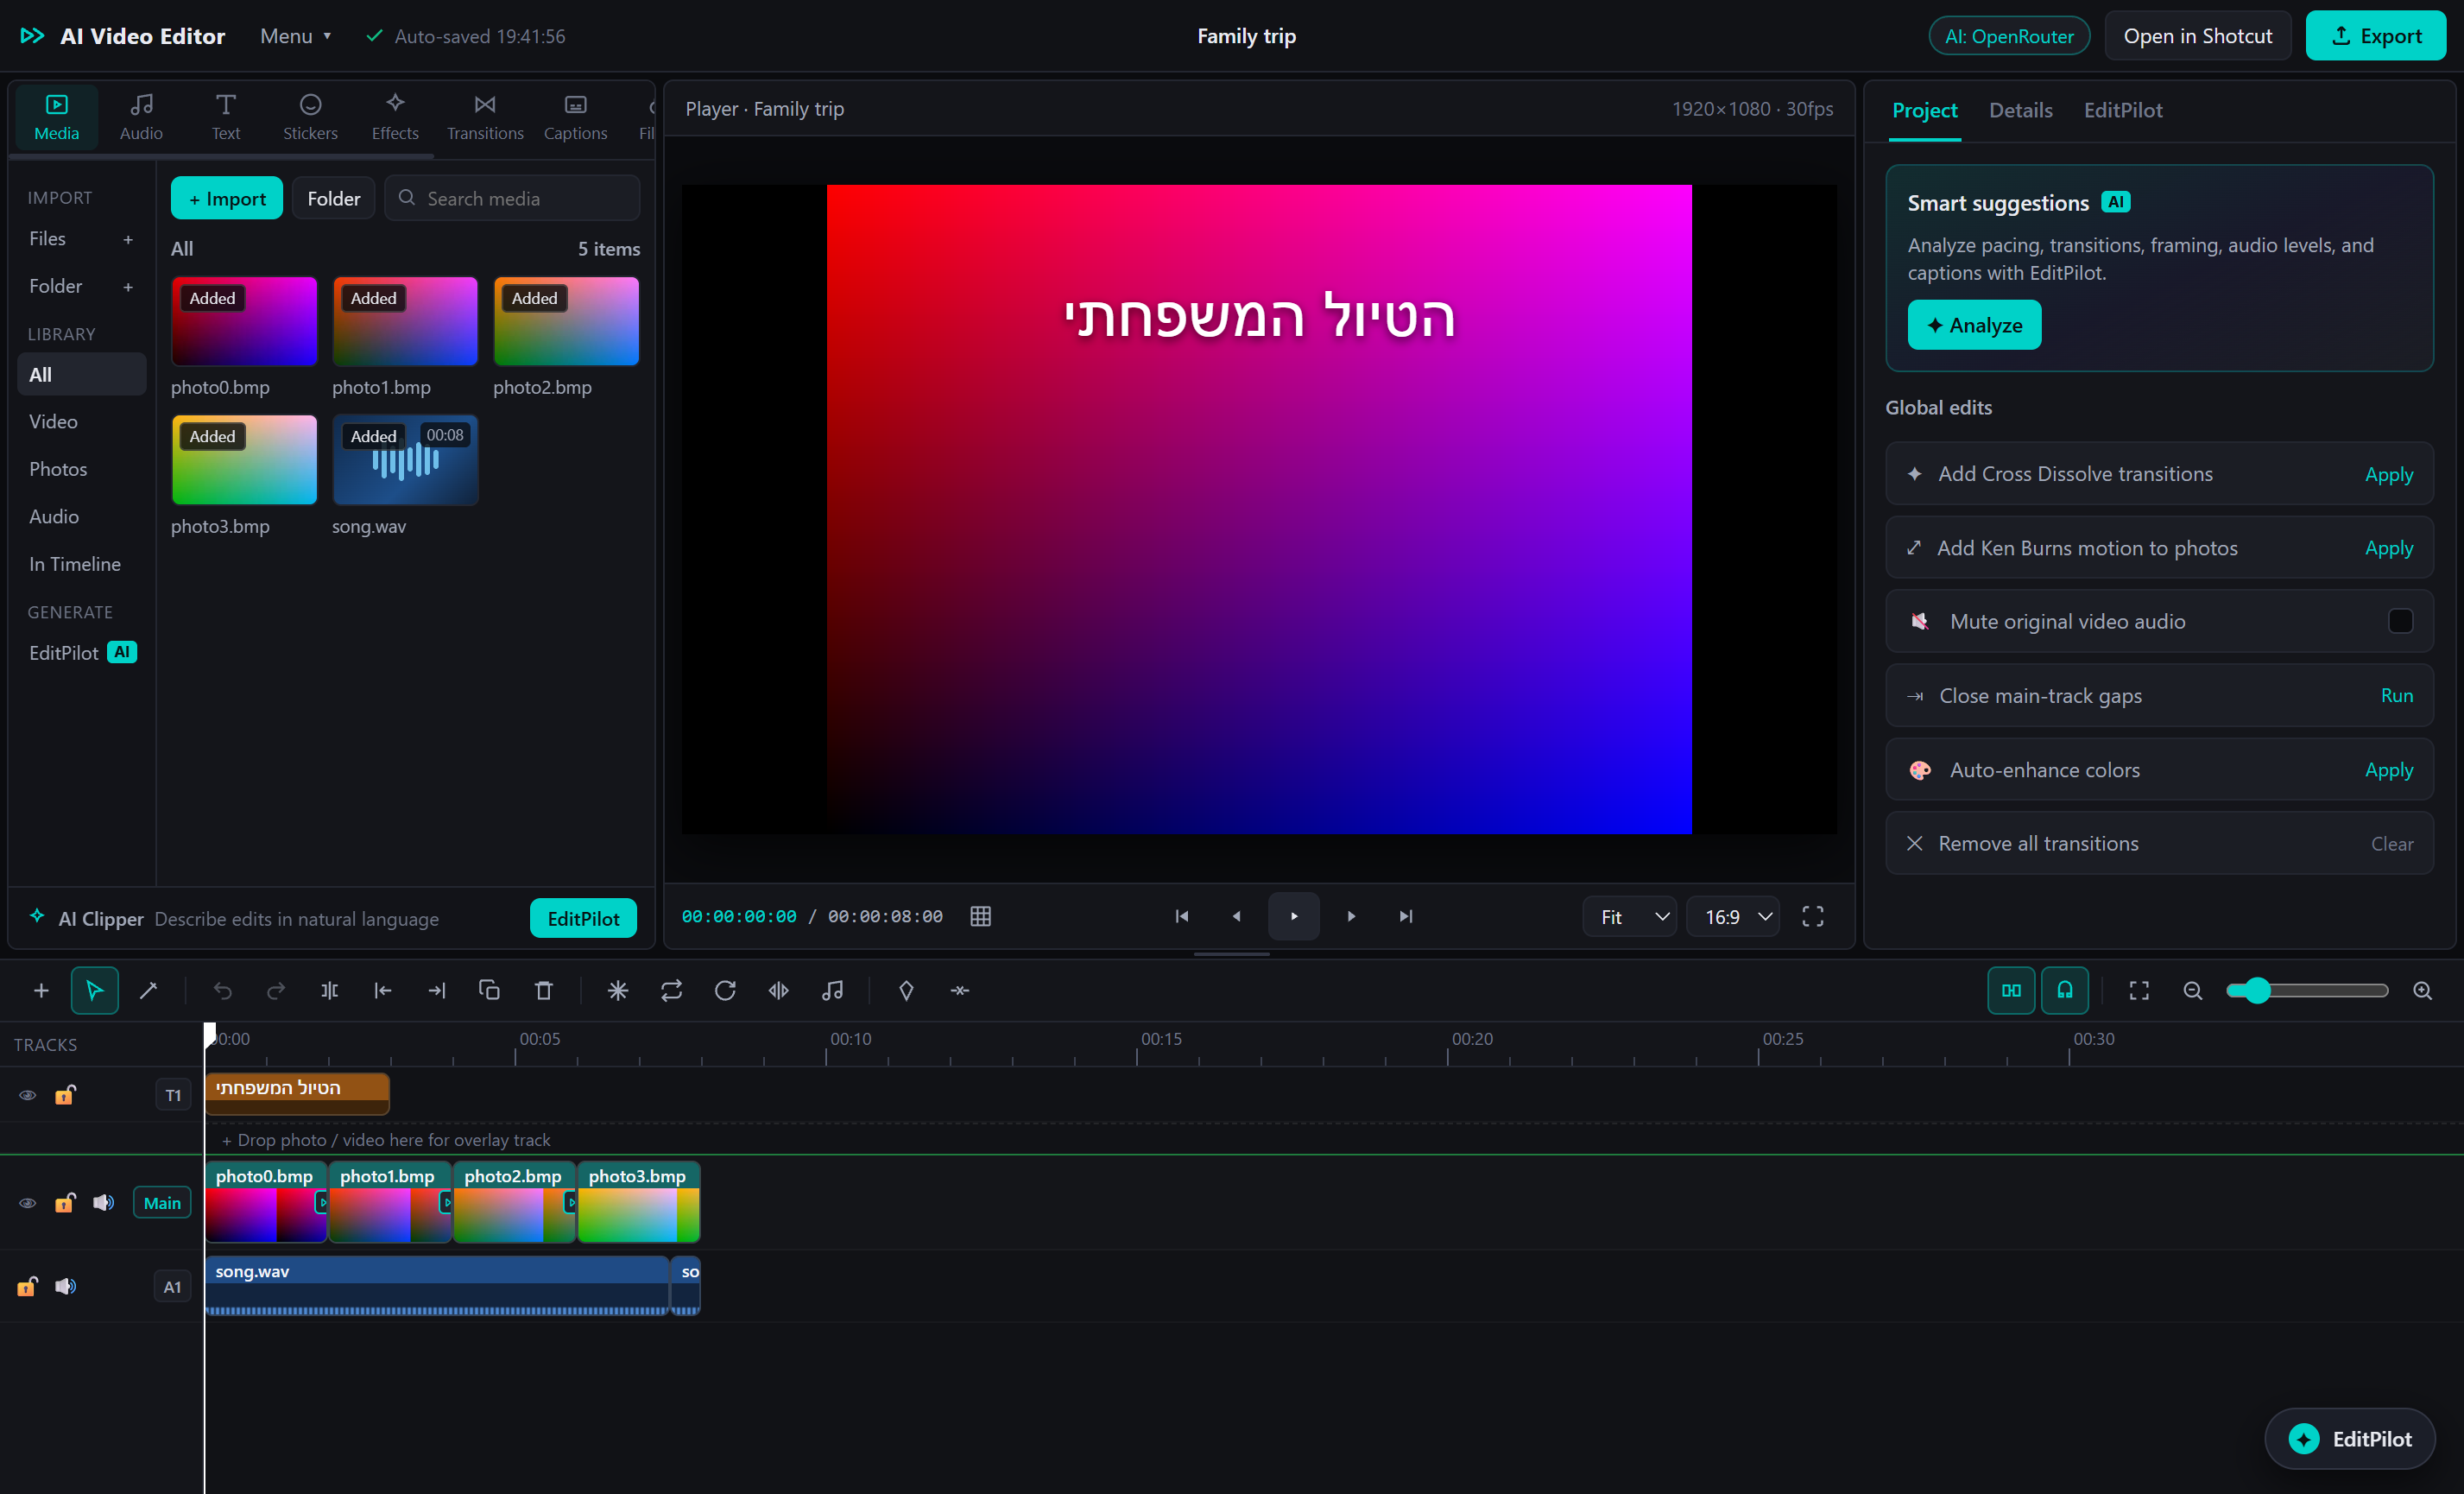 AI Video Editor
Menu
Auto-saved 19:41:56
Family trip
AI: OpenRouter
Open in Shotcut
Export
Media
Audio
Text
Stickers
Effects
Transitions
Captions
Fil
IMPORT
Files +
Folder +
LIBRARY
All
Video
Photos
Audio
In Timeline
GENERATE
EditPilot AI
+ Import
Folder
Search media
All
5 items
Added
Added
Added
photo0.bmp
photo1.bmp
photo2.bmp
Added
Added 00:08
photo3.bmp
song.wav
AI Clipper Describe edits in natural language
EditPilot
Player · Family trip
1920×1080 · 30fps
הטיול המשפחתי
00:00:00:00 / 00:00:08:00
Fit
16:9
Project
Details
EditPilot
Smart suggestions AI
Analyze pacing, transitions, framing, audio levels, and
captions with EditPilot.
Analyze
Global edits
Add Cross Dissolve transitions Apply
Add Ken Burns motion to photos Apply
Mute original video audio
Close main-track gaps Run
Auto-enhance colors Apply
Remove all transitions Clear
TRACKS
00:00
00:05
00:10
00:15
00:20
00:25
00:30
T1
הטיול המשפחתי
+ Drop photo / video here for overlay track
Main
photo0.bmp
photo1.bmp
photo2.bmp
photo3.bmp
A1
song.wav
so
EditPilot